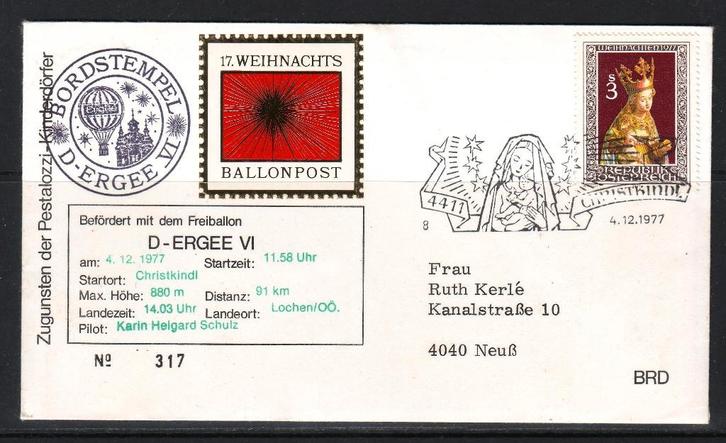 Zugunsten der Pestalozzi-Kinderdörfer
BORDSTEMPEL
ERGEE
D-ERGEE VI
17. WEIHNACHTS
BALLONPOST
WEIHNACHTEN 1977
S
3
REPUBLIK
ÖSTERREICH
4411
CHRISTKINDL
8
4.12.1977
Befördert mit dem Freiballon
D-ERGEE VI
am: 4. 12. 1977 Startzeit: 11.58 Uhr
Startort: Christkindl
Max. Höhe: 880 m Distanz: 91 km
Landezeit: 14.03 Uhr Landeort: Lochen/OÖ.
Pilot: Karin Helgard Schulz
Nº 317
Frau
Ruth Kerlé
Kanalstraße 10
4040 Neuß
BRD